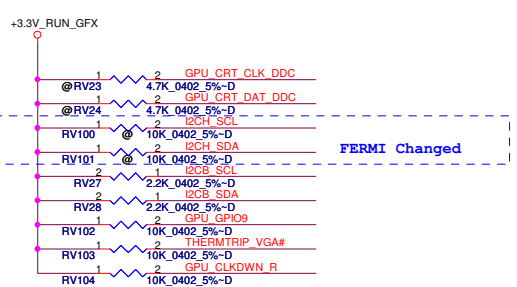 +3.3V_RUN_GFX
1 2 GPU_CRT_CLK_DDC
@RV23 4.7K_0402_5%~D
1 2 GPU_CRT_DAT_DDC
@RV24 4.7K_0402_5%~D
1 2 I2CH_SCL
RV100 @ 10K_0402_5%~D
1 2 I2CH_SDA
RV101 @ 10K_0402_5%~D
FERMI Changed
2 1 I2CB_SCL
RV27 2.2K_0402_5%~D
2 1 I2CB_SDA
RV28 2.2K_0402_5%~D
1 2 GPU_GPIO9
RV102 10K_0402_5%~D
1 2 THERMTRIP_VGA#
RV103 10K_0402_5%~D
1 2 GPU_CLKDWN_R
RV104 10K_0402_5%~D